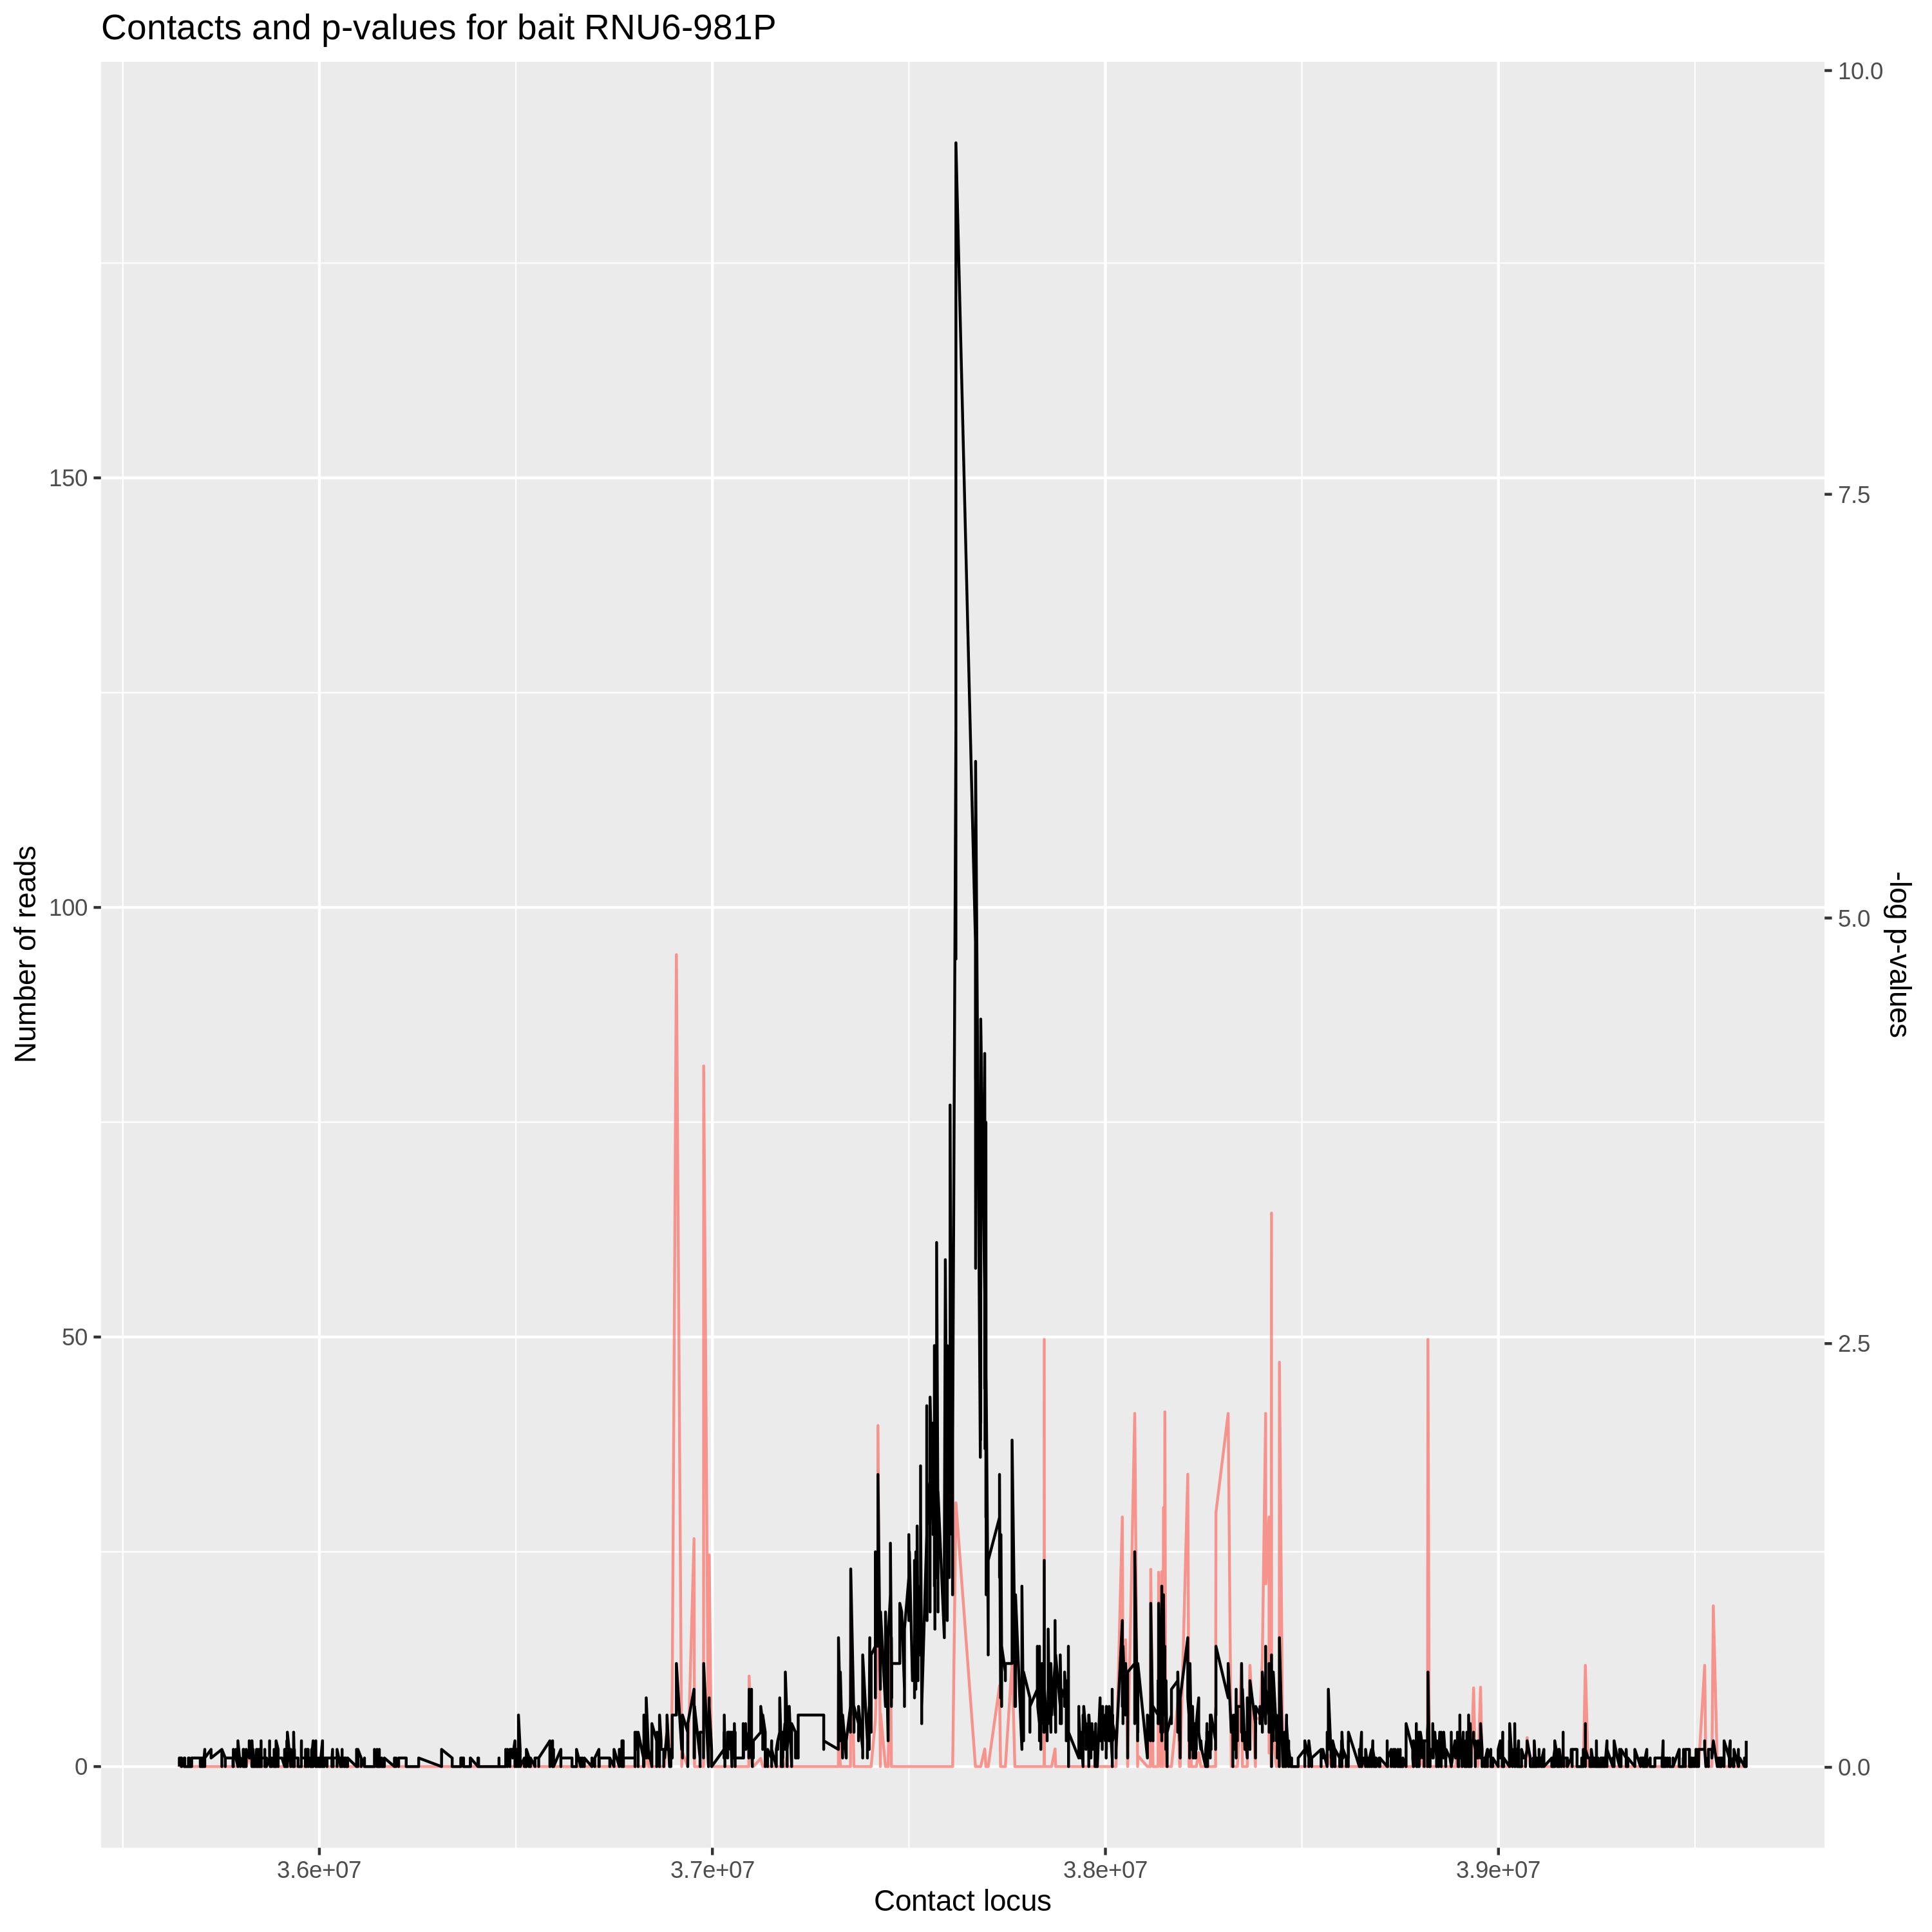 Contacts and p-values for bait RNU6-981P
10.0
150
7.5
100
5.0
Number of reads
-log p-values
50
2.5
0
0.0
3.6e+07
3.7e+07
3.8e+07
3.9e+07
Contact locus